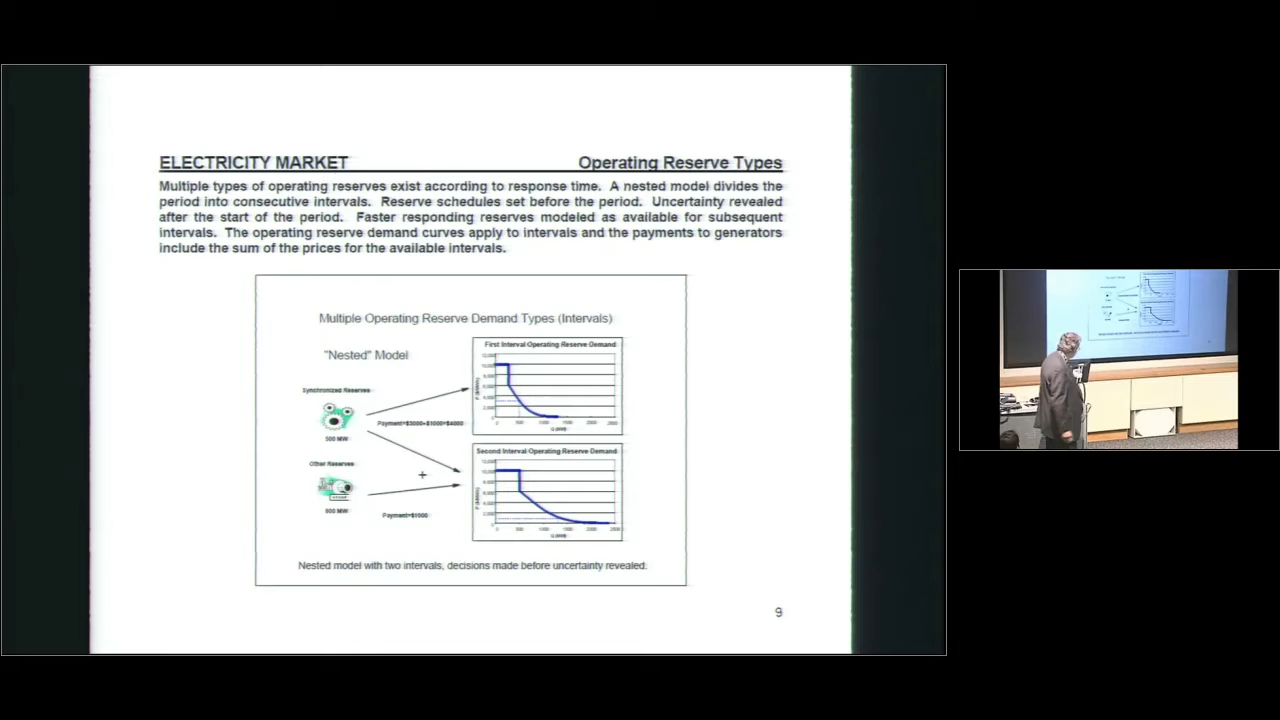 ELECTRICITY MARKET Operating Reserve Types
Multiple types of operating reserves exist according to response time. A nested model divides the
period into consecutive intervals. Reserve schedules set before the period. Uncertainty revealed
after the start of the period. Faster responding reserves modeled as available for subsequent
intervals. The operating reserve demand curves apply to intervals and the payments to generators
include the sum of the prices for the available intervals.
Multiple Operating Reserve Demand Types (Intervals)
"Nested" Model
First Interval Operating Reserve Demand
Synchronized Reserves
Payment=$3000+$1000=$4000
500 MW
Second Interval Operating Reserve Demand
Other Reserves
Payment=$1000
Nested model with two intervals, decisions made before uncertainty revealed.
9